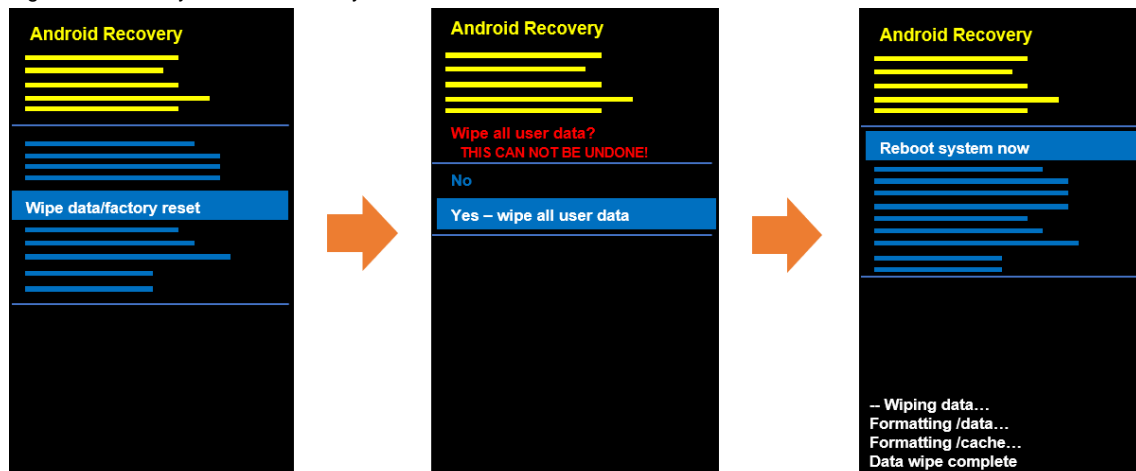 Android Recovery
Wipe data/factory reset
Android Recovery
Wipe all user data?
THIS CAN NOT BE UNDONE!
No
Yes – wipe all user data
Android Recovery
Reboot system now
-- Wiping data...
Formatting /data...
Formatting /cache...
Data wipe complete